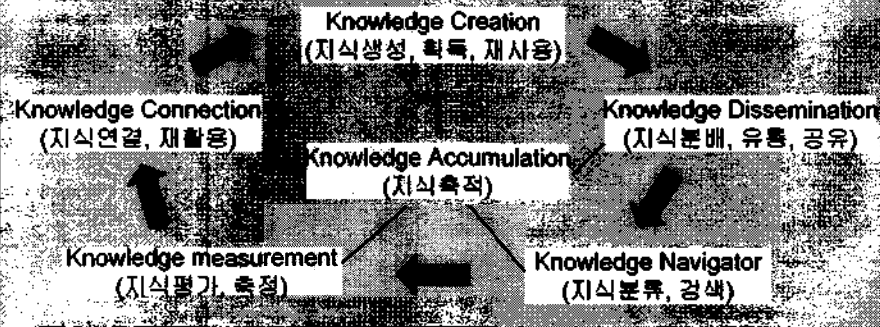 Knowledge Creation
(지식생성, 획득, 재사용)
Knowledge Connection
(지식연결, 재활용)
Knowledge Dissemination
(지식분배, 유통, 공유)
Knowledge Accumulation
(지식축적)
Knowledge measurement
(지식평가, 측정)
Knowledge Navigator
(지식분류, 검색)